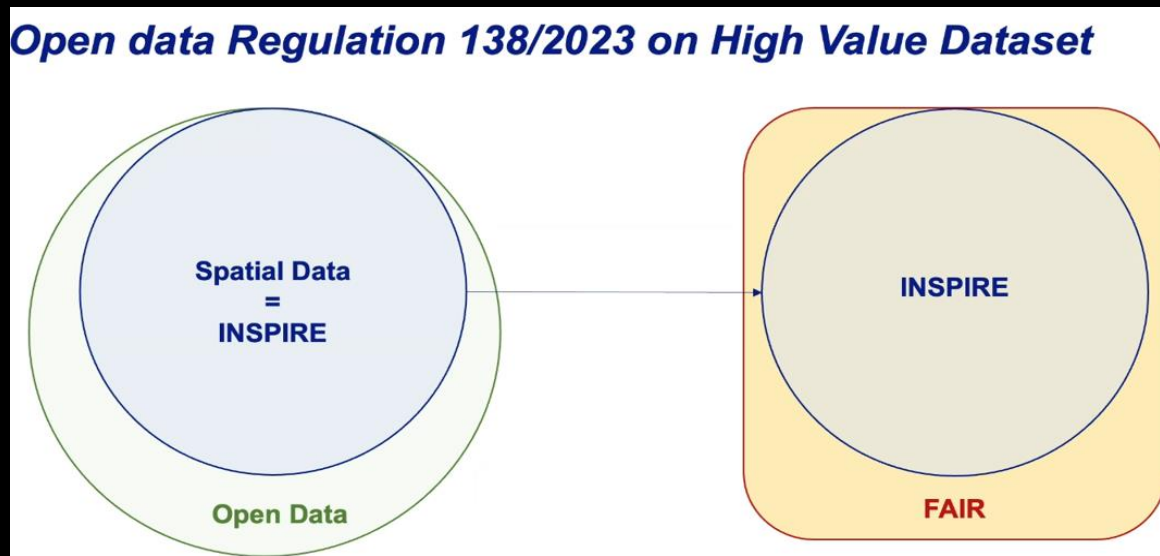 Open data Regulation 138/2023 on High Value Dataset
Spatial Data
=
INSPIRE
Open Data
INSPIRE
FAIR